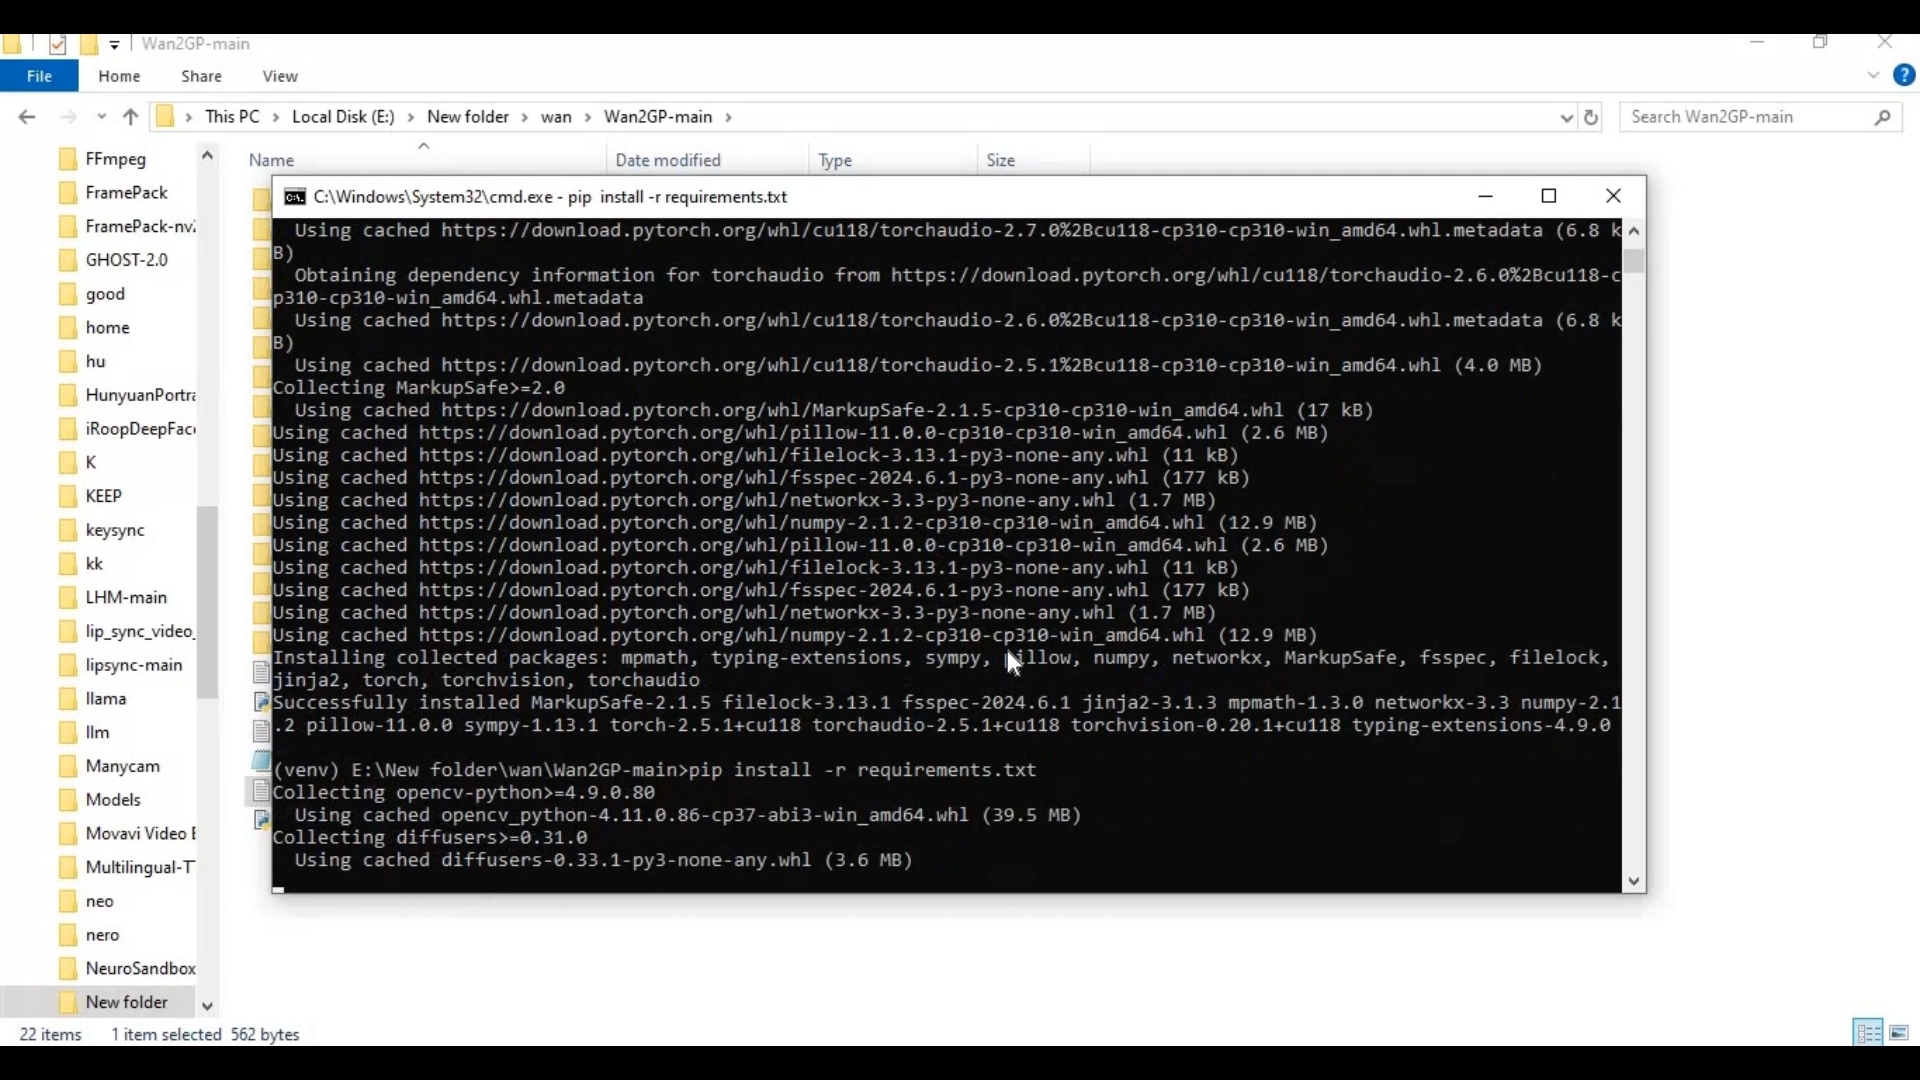 Wan2GP-main
File Home Share View
This PC Local Disk (E:) New folder wan Wan2GP-main
Search Wan2GP-main
Name Date modified Type Size
FFmpeg
FramePack
FramePack-nv
GHOST-2.0
good
home
hu
HunyuanPortra
iRoopDeepFac
K
KEEP
keysync
kk
LHM-main
lip_sync_video_
lipsync-main
llama
llm
Manycam
Models
Movavi Video E
Multilingual-T
neo
nero
NeuroSandbox
New folder
C:\Windows\System32\cmd.exe - pip  install -r requirements.txt
Using cached https://download.pytorch.org/whl/cu118/torchaudio-2.7.0%2Bcu118-cp310-cp310-win_amd64.whl.metadata (6.8 k
B)
Obtaining dependency information for torchaudio from https://download.pytorch.org/whl/cu118/torchaudio-2.6.0%2Bcu118-c
p310-cp310-win_amd64.whl.metadata
Using cached https://download.pytorch.org/whl/cu118/torchaudio-2.6.0%2Bcu118-cp310-cp310-win_amd64.whl.metadata (6.8 k
B)
Using cached https://download.pytorch.org/whl/cu118/torchaudio-2.5.1%2Bcu118-cp310-cp310-win_amd64.whl (4.0 MB)
Collecting MarkupSafe>=2.0
Using cached https://download.pytorch.org/whl/MarkupSafe-2.1.5-cp310-cp310-win_amd64.whl (17 kB)
Using cached https://download.pytorch.org/whl/pillow-11.0.0-cp310-cp310-win_amd64.whl (2.6 MB)
Using cached https://download.pytorch.org/whl/filelock-3.13.1-py3-none-any.whl (11 kB)
Using cached https://download.pytorch.org/whl/fsspec-2024.6.1-py3-none-any.whl (177 kB)
Using cached https://download.pytorch.org/whl/networkx-3.3-py3-none-any.whl (1.7 MB)
Using cached https://download.pytorch.org/whl/numpy-2.1.2-cp310-cp310-win_amd64.whl (12.9 MB)
Using cached https://download.pytorch.org/whl/pillow-11.0.0-cp310-cp310-win_amd64.whl (2.6 MB)
Using cached https://download.pytorch.org/whl/filelock-3.13.1-py3-none-any.whl (11 kB)
Using cached https://download.pytorch.org/whl/fsspec-2024.6.1-py3-none-any.whl (177 kB)
Using cached https://download.pytorch.org/whl/networkx-3.3-py3-none-any.whl (1.7 MB)
Using cached https://download.pytorch.org/whl/numpy-2.1.2-cp310-cp310-win_amd64.whl (12.9 MB)
Installing collected packages: mpmath, typing-extensions, sympy, pillow, numpy, networkx, MarkupSafe, fsspec, filelock,
jinja2, torch, torchvision, torchaudio
Successfully installed MarkupSafe-2.1.5 filelock-3.13.1 fsspec-2024.6.1 jinja2-3.1.3 mpmath-1.3.0 networkx-3.3 numpy-2.1
.2 pillow-11.0.0 sympy-1.13.1 torch-2.5.1+cu118 torchaudio-2.5.1+cu118 torchvision-0.20.1+cu118 typing-extensions-4.9.0
(venv) E:\New folder\wan\Wan2GP-main>pip install -r requirements.txt
Collecting opencv-python>=4.9.0.80
Using cached opencv_python-4.11.0.86-cp37-abi3-win_amd64.whl (39.5 MB)
Collecting diffusers>=0.31.0
Using cached diffusers-0.33.1-py3-none-any.whl (3.6 MB)
22 items 1 item selected 562 bytes